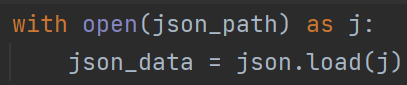 with open(json_path) as j:
    json_data = json.load(j)